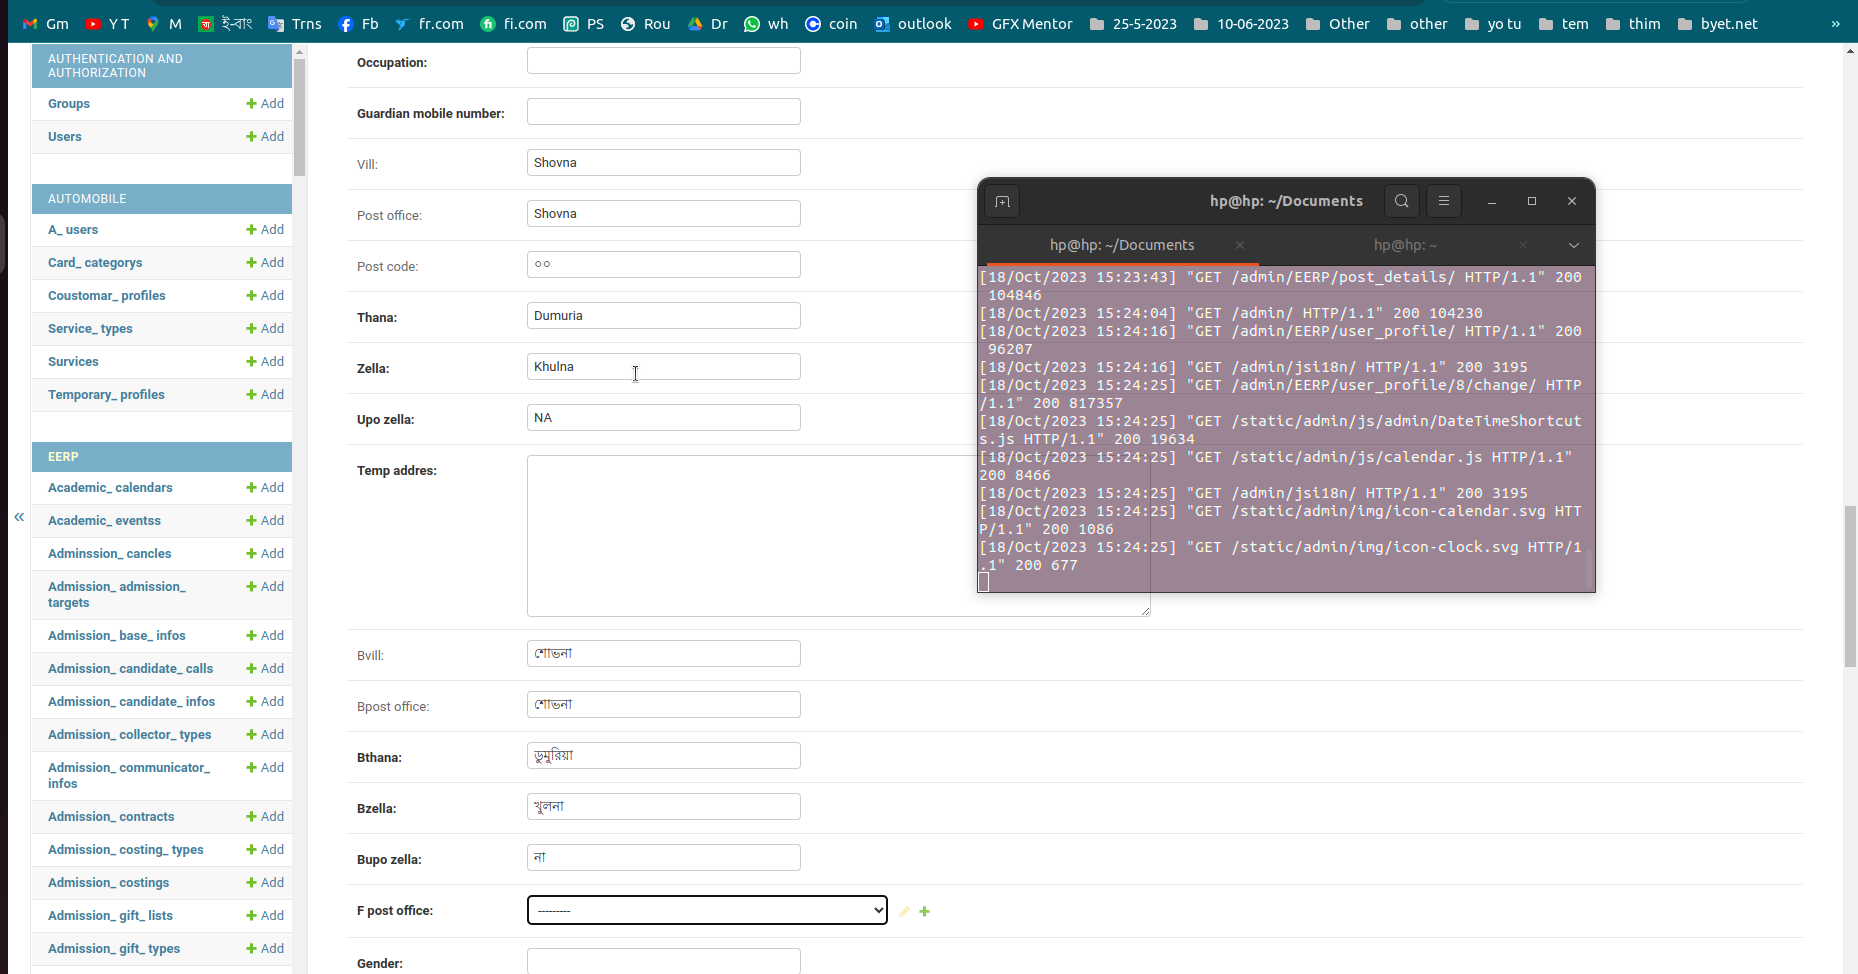 Gm Y T M ই-বাং Trns Fb fr.com fi.com PS Rou Dr wh coin outlook GFX Mentor 25-5-2023 10-06-2023 Other other yo tu tem thim byet.net »
AUTHENTICATION AND
AUTHORIZATION
Groups + Add
Users + Add
AUTOMOBILE
A_ users + Add
Card_ categorys + Add
Coustomar_ profiles + Add
Service_ types + Add
Survices + Add
Temporary_ profiles + Add
EERP
Academic_ calendars + Add
Academic_ eventss + Add
Adminssion_ cancles + Add
Admission_ admission_ + Add
targets
Admission_ base_ infos + Add
Admission_ candidate_ calls + Add
Admission_ candidate_ infos + Add
Admission_ collector_ types + Add
Admission_ communicator_ + Add
infos
Admission_ contracts + Add
Admission_ costing_ types + Add
Admission_ costings + Add
Admission_ gift_ lists + Add
Admission_ gift_ types + Add
«
Occupation:
Guardian mobile number:
Vill: Shovna
Post office: Shovna
Post code: ০০
Thana: Dumuria
Zella: Khulna
Upo zella: NA
Temp addres:
Bvill: শোভনা
Bpost office: শোভনা
Bthana: ডুমুরিয়া
Bzella: খুলনা
Bupo zella: না
F post office: ---------
Gender:
hp@hp: ~/Documents
hp@hp: ~/Documents × hp@hp: ~ ×
[18/Oct/2023 15:23:43] "GET /admin/EERP/post_details/ HTTP/1.1" 200
104846
[18/Oct/2023 15:24:04] "GET /admin/ HTTP/1.1" 200 104230
[18/Oct/2023 15:24:16] "GET /admin/EERP/user_profile/ HTTP/1.1" 200
96207
[18/Oct/2023 15:24:16] "GET /admin/jsi18n/ HTTP/1.1" 200 3195
[18/Oct/2023 15:24:25] "GET /admin/EERP/user_profile/8/change/ HTTP
/1.1" 200 817357
[18/Oct/2023 15:24:25] "GET /static/admin/js/admin/DateTimeShortcut
s.js HTTP/1.1" 200 19634
[18/Oct/2023 15:24:25] "GET /static/admin/js/calendar.js HTTP/1.1"
200 8466
[18/Oct/2023 15:24:25] "GET /admin/jsi18n/ HTTP/1.1" 200 3195
[18/Oct/2023 15:24:25] "GET /static/admin/img/icon-calendar.svg HTT
P/1.1" 200 1086
[18/Oct/2023 15:24:25] "GET /static/admin/img/icon-clock.svg HTTP/1
.1" 200 677